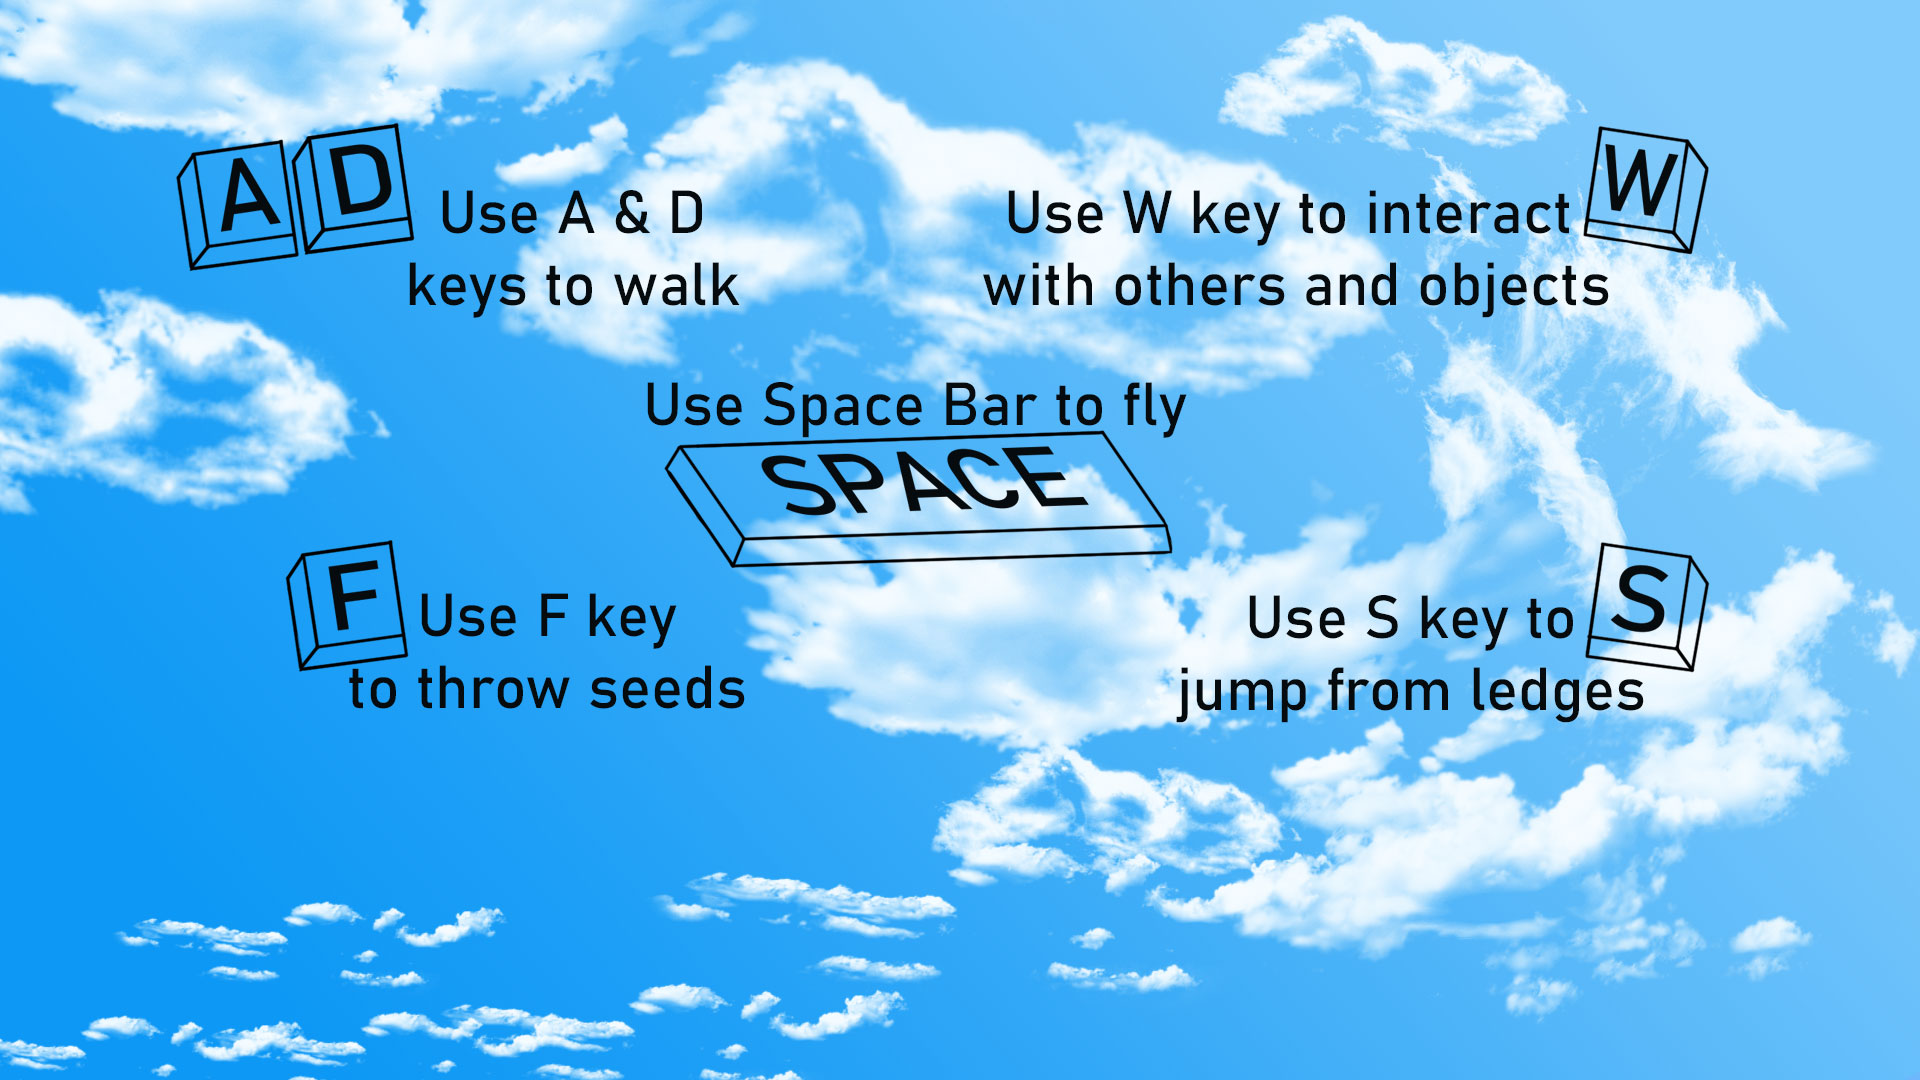 A D
Use A & D
keys to walk
Use W key to interact
with others and objects
W
Use Space Bar to fly
SPACE
F
Use F key
to throw seeds
Use S key to
jump from ledges
S